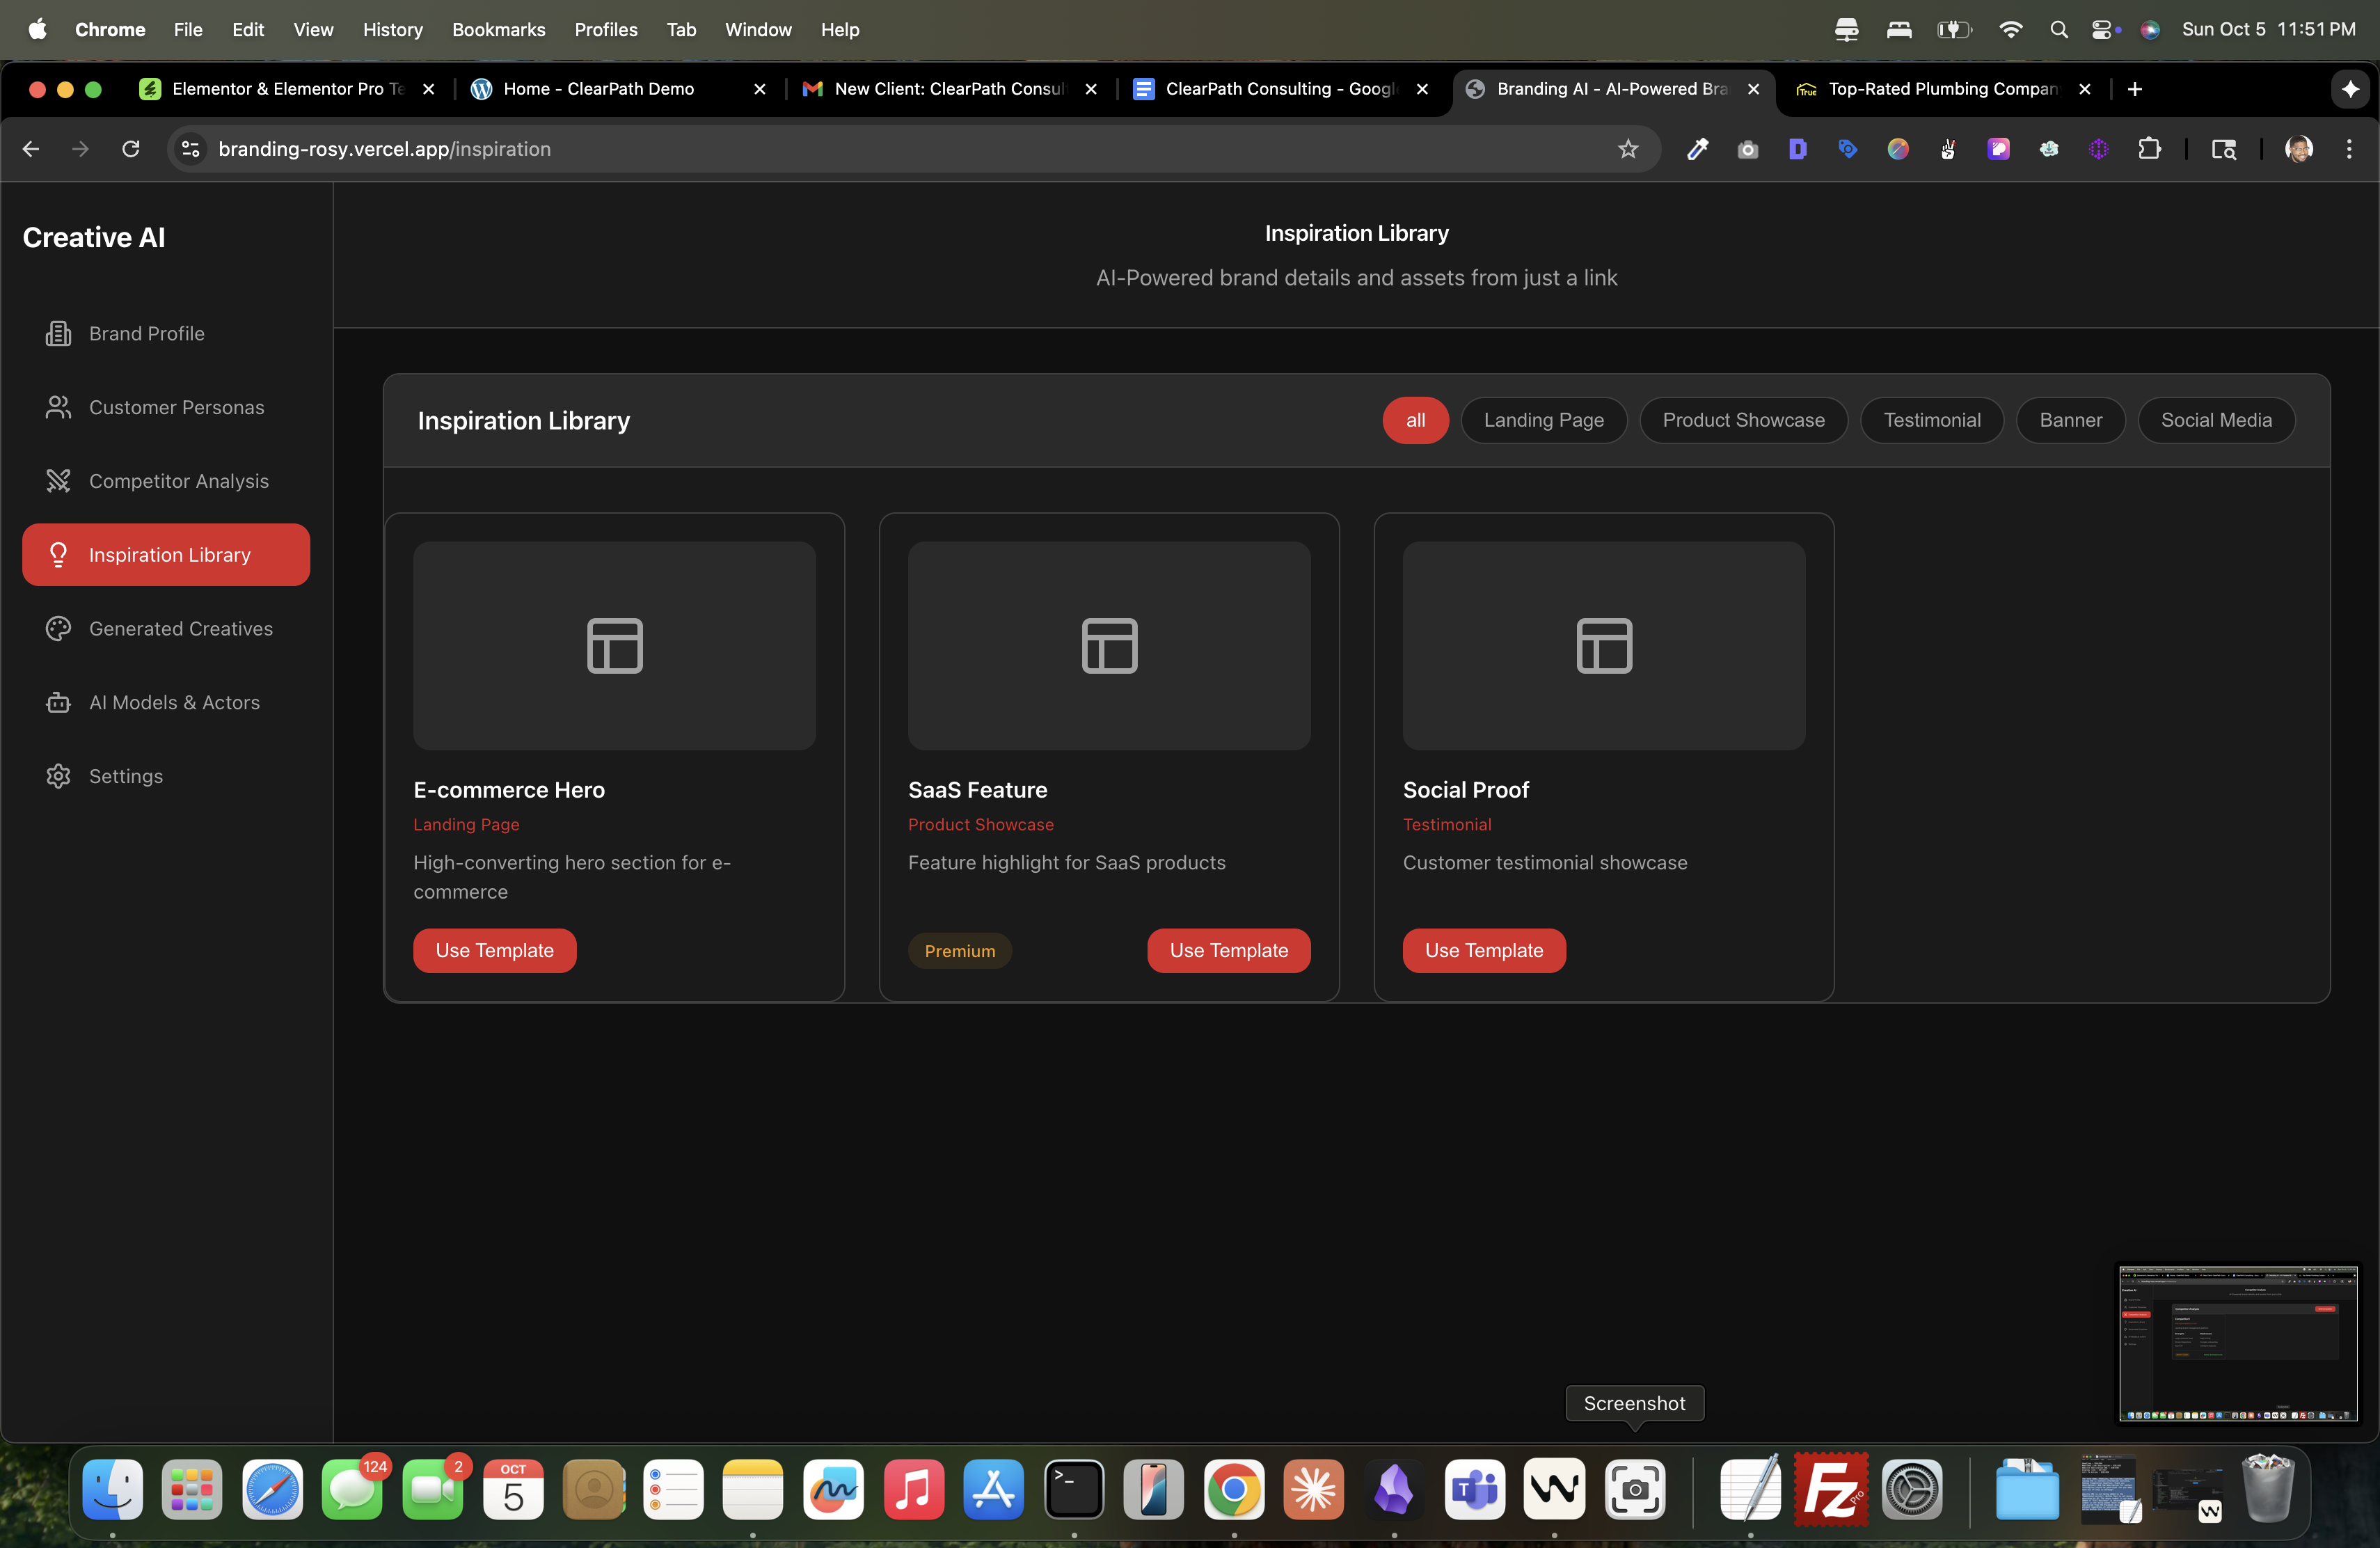 Chrome File Edit View History Bookmarks Profiles Tab Window Help Sun Oct 5 11:51 PM
Elementor & Elementor Pro Te Home - ClearPath Demo New Client: ClearPath Consul ClearPath Consulting - Googl Branding AI - AI-Powered Bra True Top-Rated Plumbing Compan
branding-rosy.vercel.app/inspiration
Creative AI
Brand Profile
Customer Personas
Competitor Analysis
Inspiration Library
Generated Creatives
AI Models & Actors
Settings
Inspiration Library
AI-Powered brand details and assets from just a link
Inspiration Library
all Landing Page Product Showcase Testimonial Banner Social Media
E-commerce Hero
Landing Page
High-converting hero section for e-
commerce
Use Template
SaaS Feature
Product Showcase
Feature highlight for SaaS products
Premium Use Template
Social Proof
Testimonial
Customer testimonial showcase
Use Template
Screenshot
124
2
OCT
5
Fz
Pro